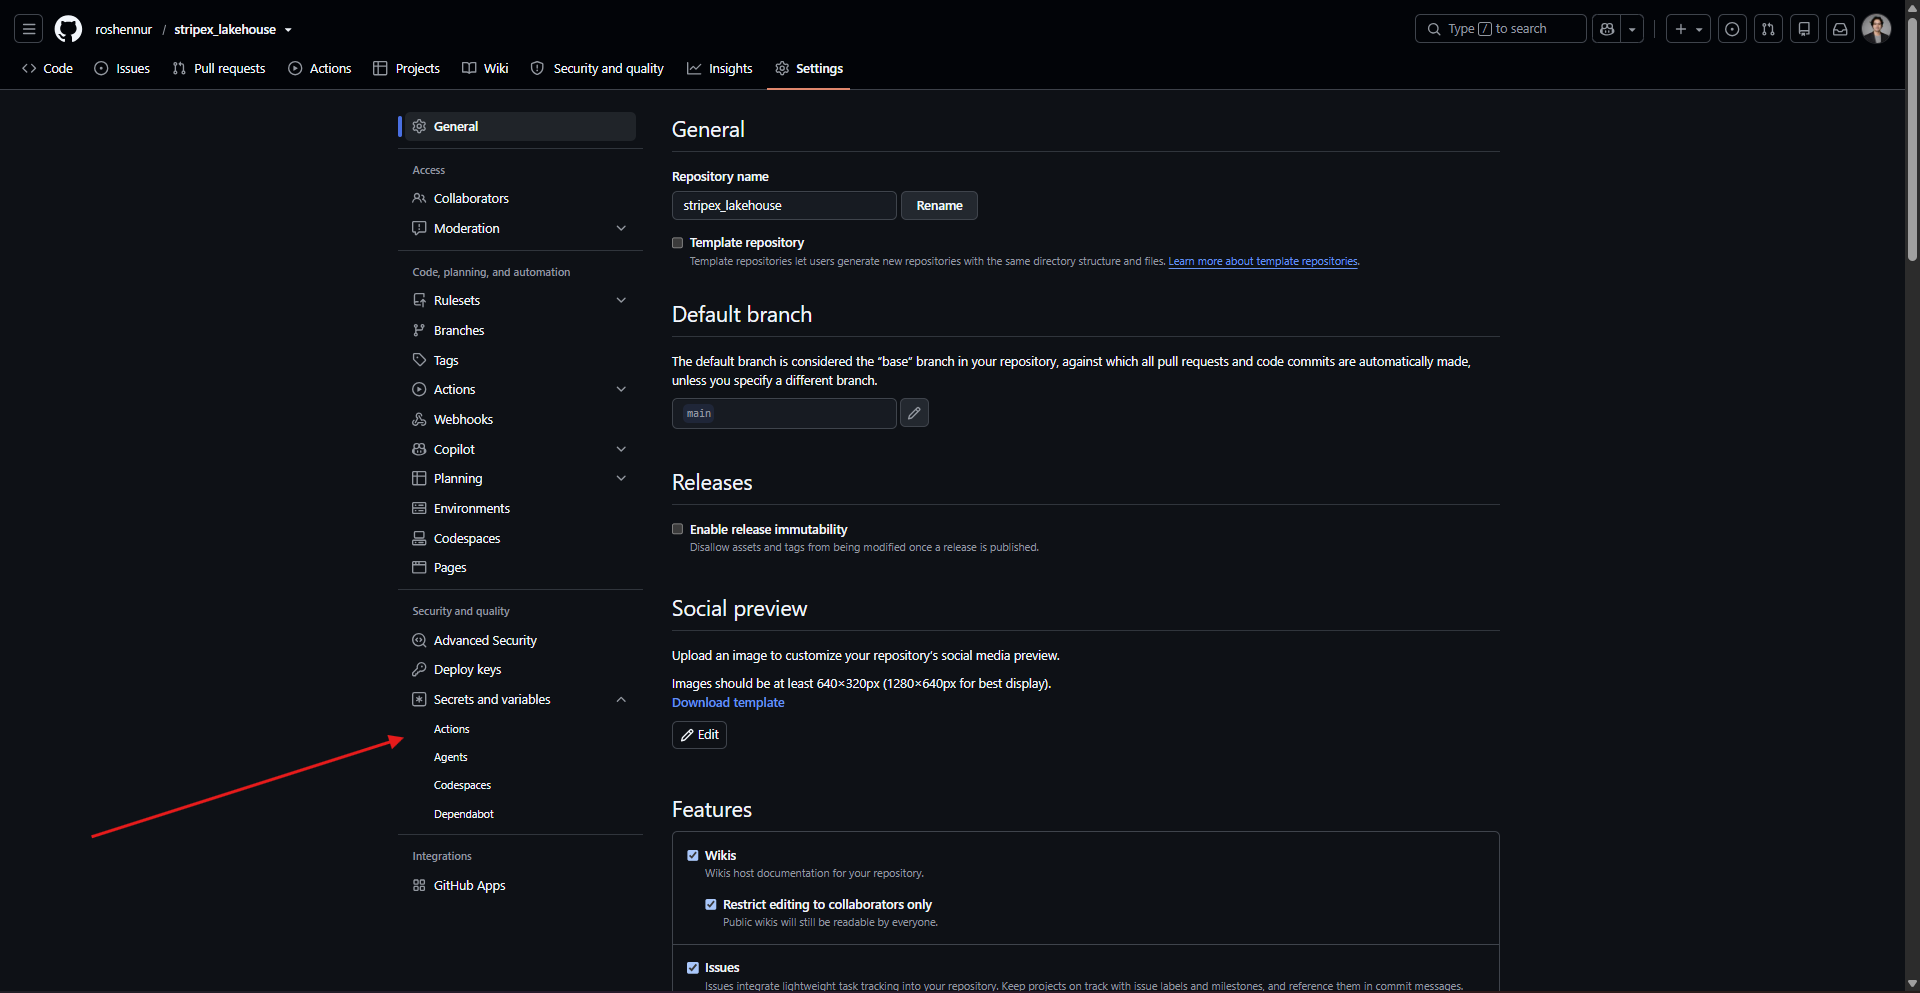 roshennur / stripex_lakehouse
Type / to search
Code
Issues
Pull requests
Actions
Projects
Wiki
Security and quality
Insights
Settings
General
Access
Collaborators
Moderation
Code, planning, and automation
Rulesets
Branches
Tags
Actions
Webhooks
Copilot
Planning
Environments
Codespaces
Pages
Security and quality
Advanced Security
Deploy keys
Secrets and variables
Actions
Agents
Codespaces
Dependabot
Integrations
GitHub Apps
General
Repository name
stripex_lakehouse
Rename
Template repository
Template repositories let users generate new repositories with the same directory structure and files. Learn more about template repositories.
Default branch
The default branch is considered the “base” branch in your repository, against which all pull requests and code commits are automatically made,
unless you specify a different branch.
main
Releases
Enable release immutability
Disallow assets and tags from being modified once a release is published.
Social preview
Upload an image to customize your repository's social media preview.
Images should be at least 640×320px (1280×640px for best display).
Download template
Edit
Features
Wikis
Wikis host documentation for your repository.
Restrict editing to collaborators only
Public wikis will still be readable by everyone.
Issues
Issues integrate lightweight task tracking into your repository. Keep projects on track with issue labels and milestones, and reference them in commit messages.